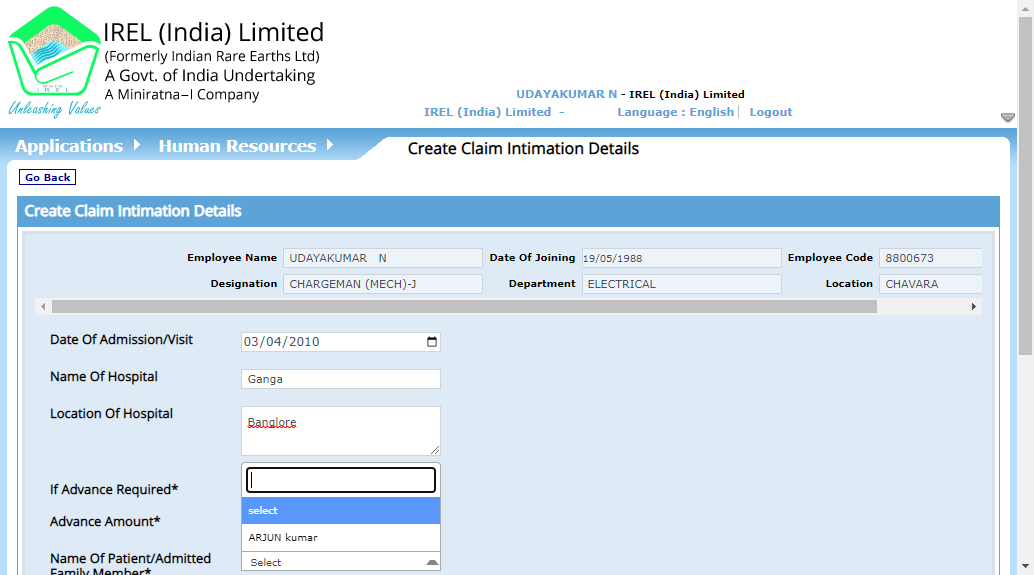 IREL (India) Limited
(Formerly Indian Rare Earths Ltd)
A Govt. of India Undertaking
A Miniratna–I Company
IREL
Unleashing Values
UDAYAKUMAR N - IREL (India) Limited
IREL (India) Limited - Language : English | Logout
Applications Human Resources Create Claim Intimation Details
Go Back
Create Claim Intimation Details
Employee Name UDAYAKUMAR N Date Of Joining 19/05/1988 Employee Code 8800673
Designation CHARGEMAN (MECH)-J Department ELECTRICAL Location CHAVARA
Date Of Admission/Visit 03/04/2010
Name Of Hospital Ganga
Location Of Hospital Banglore
If Advance Required*
select
Advance Amount*
ARJUN kumar
Name Of Patient/Admitted Select
Family Member*